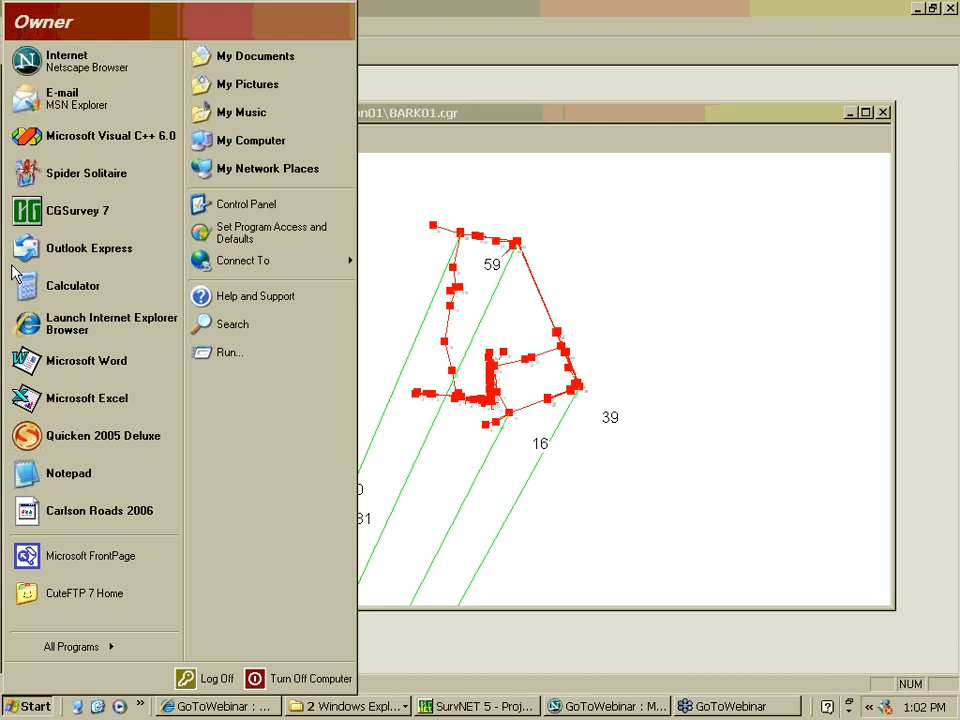 Owner
Internet
Netscape Browser
E-mail
MSN Explorer
Microsoft Visual C++ 6.0
Spider Solitaire
CGSurvey 7
Outlook Express
Calculator
Launch Internet Explorer
Browser
Microsoft Word
Microsoft Excel
Quicken 2005 Deluxe
Notepad
Carlson Roads 2006
Microsoft FrontPage
CuteFTP 7 Home
All Programs
My Documents
My Pictures
My Music
My Computer
My Network Places
Control Panel
Set Program Access and
Defaults
Connect To
Help and Support
Search
Run...
Log Off
Turn Off Computer
on01\BARK01.cgr
59
39
16
0
31
NUM
Start
»
GoToWebinar : ...
2 Windows Expl...
SurvNET 5 - Proj...
GoToWebinar : M...
GoToWebinar
«
1:02 PM